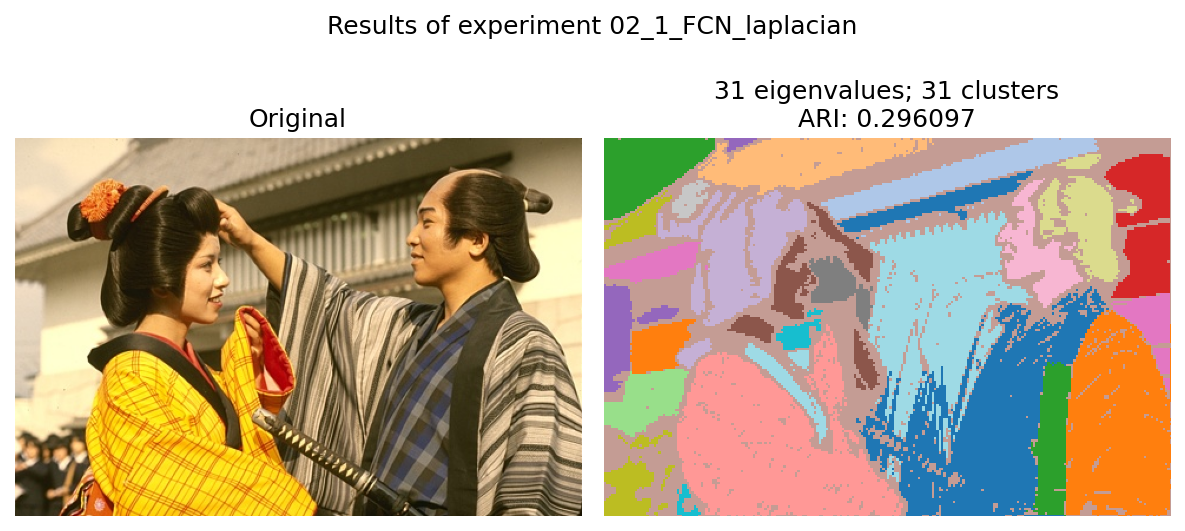 Results of experiment 02_1_FCN_laplacian
Original
31 eigenvalues; 31 clusters
ARI: 0.296097